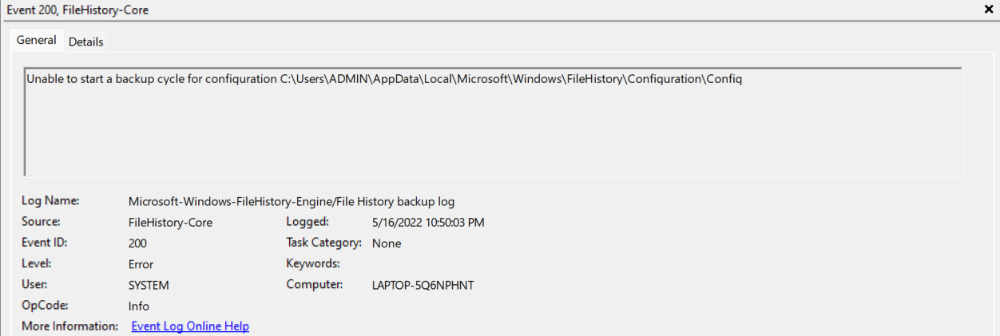 Event 200, FileHistory-Core
General Details
Unable to start a backup cycle for configuration C:\Users\ADMIN\AppData\Local\Microsoft\Windows\FileHistory\Configuration\Config
Log Name: Microsoft-Windows-FileHistory-Engine/File History backup log
Source: FileHistory-Core Logged: 5/16/2022 10:50:03 PM
Event ID: 200 Task Category: None
Level: Error Keywords:
User: SYSTEM Computer: LAPTOP-5Q6NPHNT
OpCode: Info
More Information: Event Log Online Help